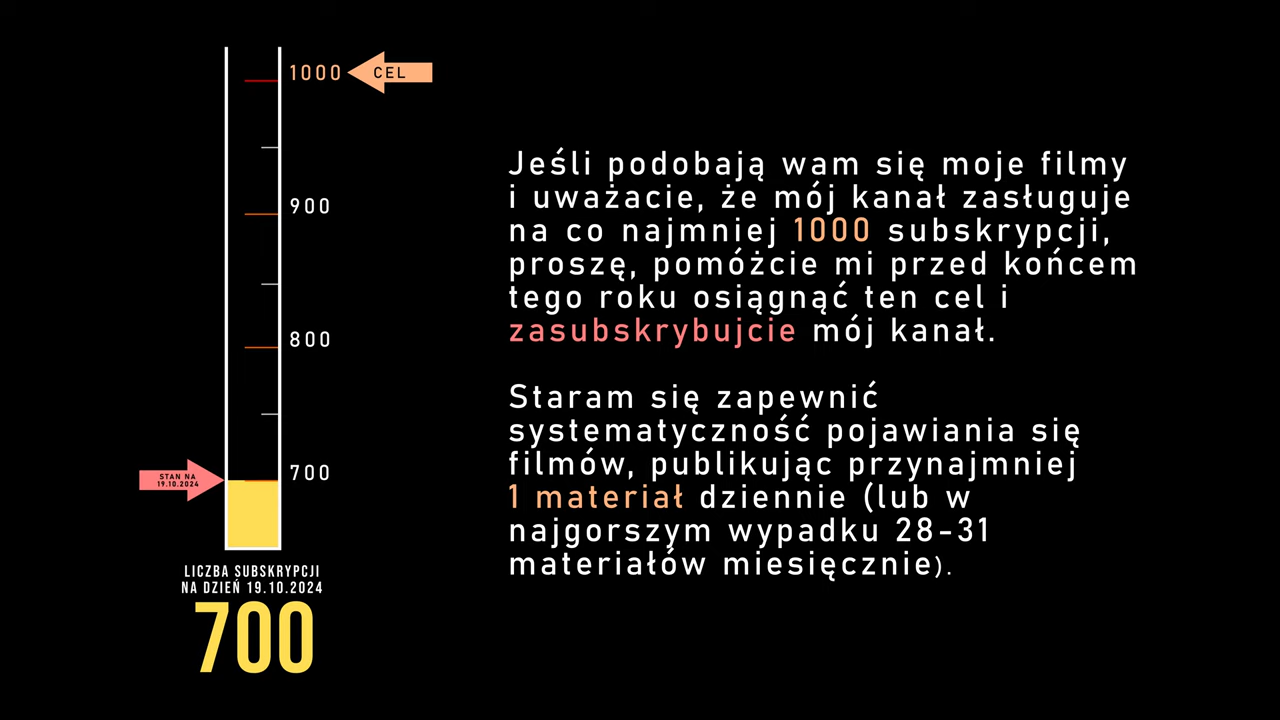 1000
CEL
900
800
700
STAN NA
19.10.2024
LICZBA SUBSKRYPCJI
NA DZIEŃ 19.10.2024
700
Jeśli podobają wam się moje filmy
i uważacie, że mój kanał zasługuje
na co najmniej 1000 subskrypcji,
proszę, pomóżcie mi przed końcem
tego roku osiągnąć ten cel i
zasubskrybujcie mój kanał.
Staram się zapewnić
systematyczność pojawiania się
filmów, publikując przynajmniej
1 materiał dziennie (lub w
najgorszym wypadku 28-31
materiałów miesięcznie).